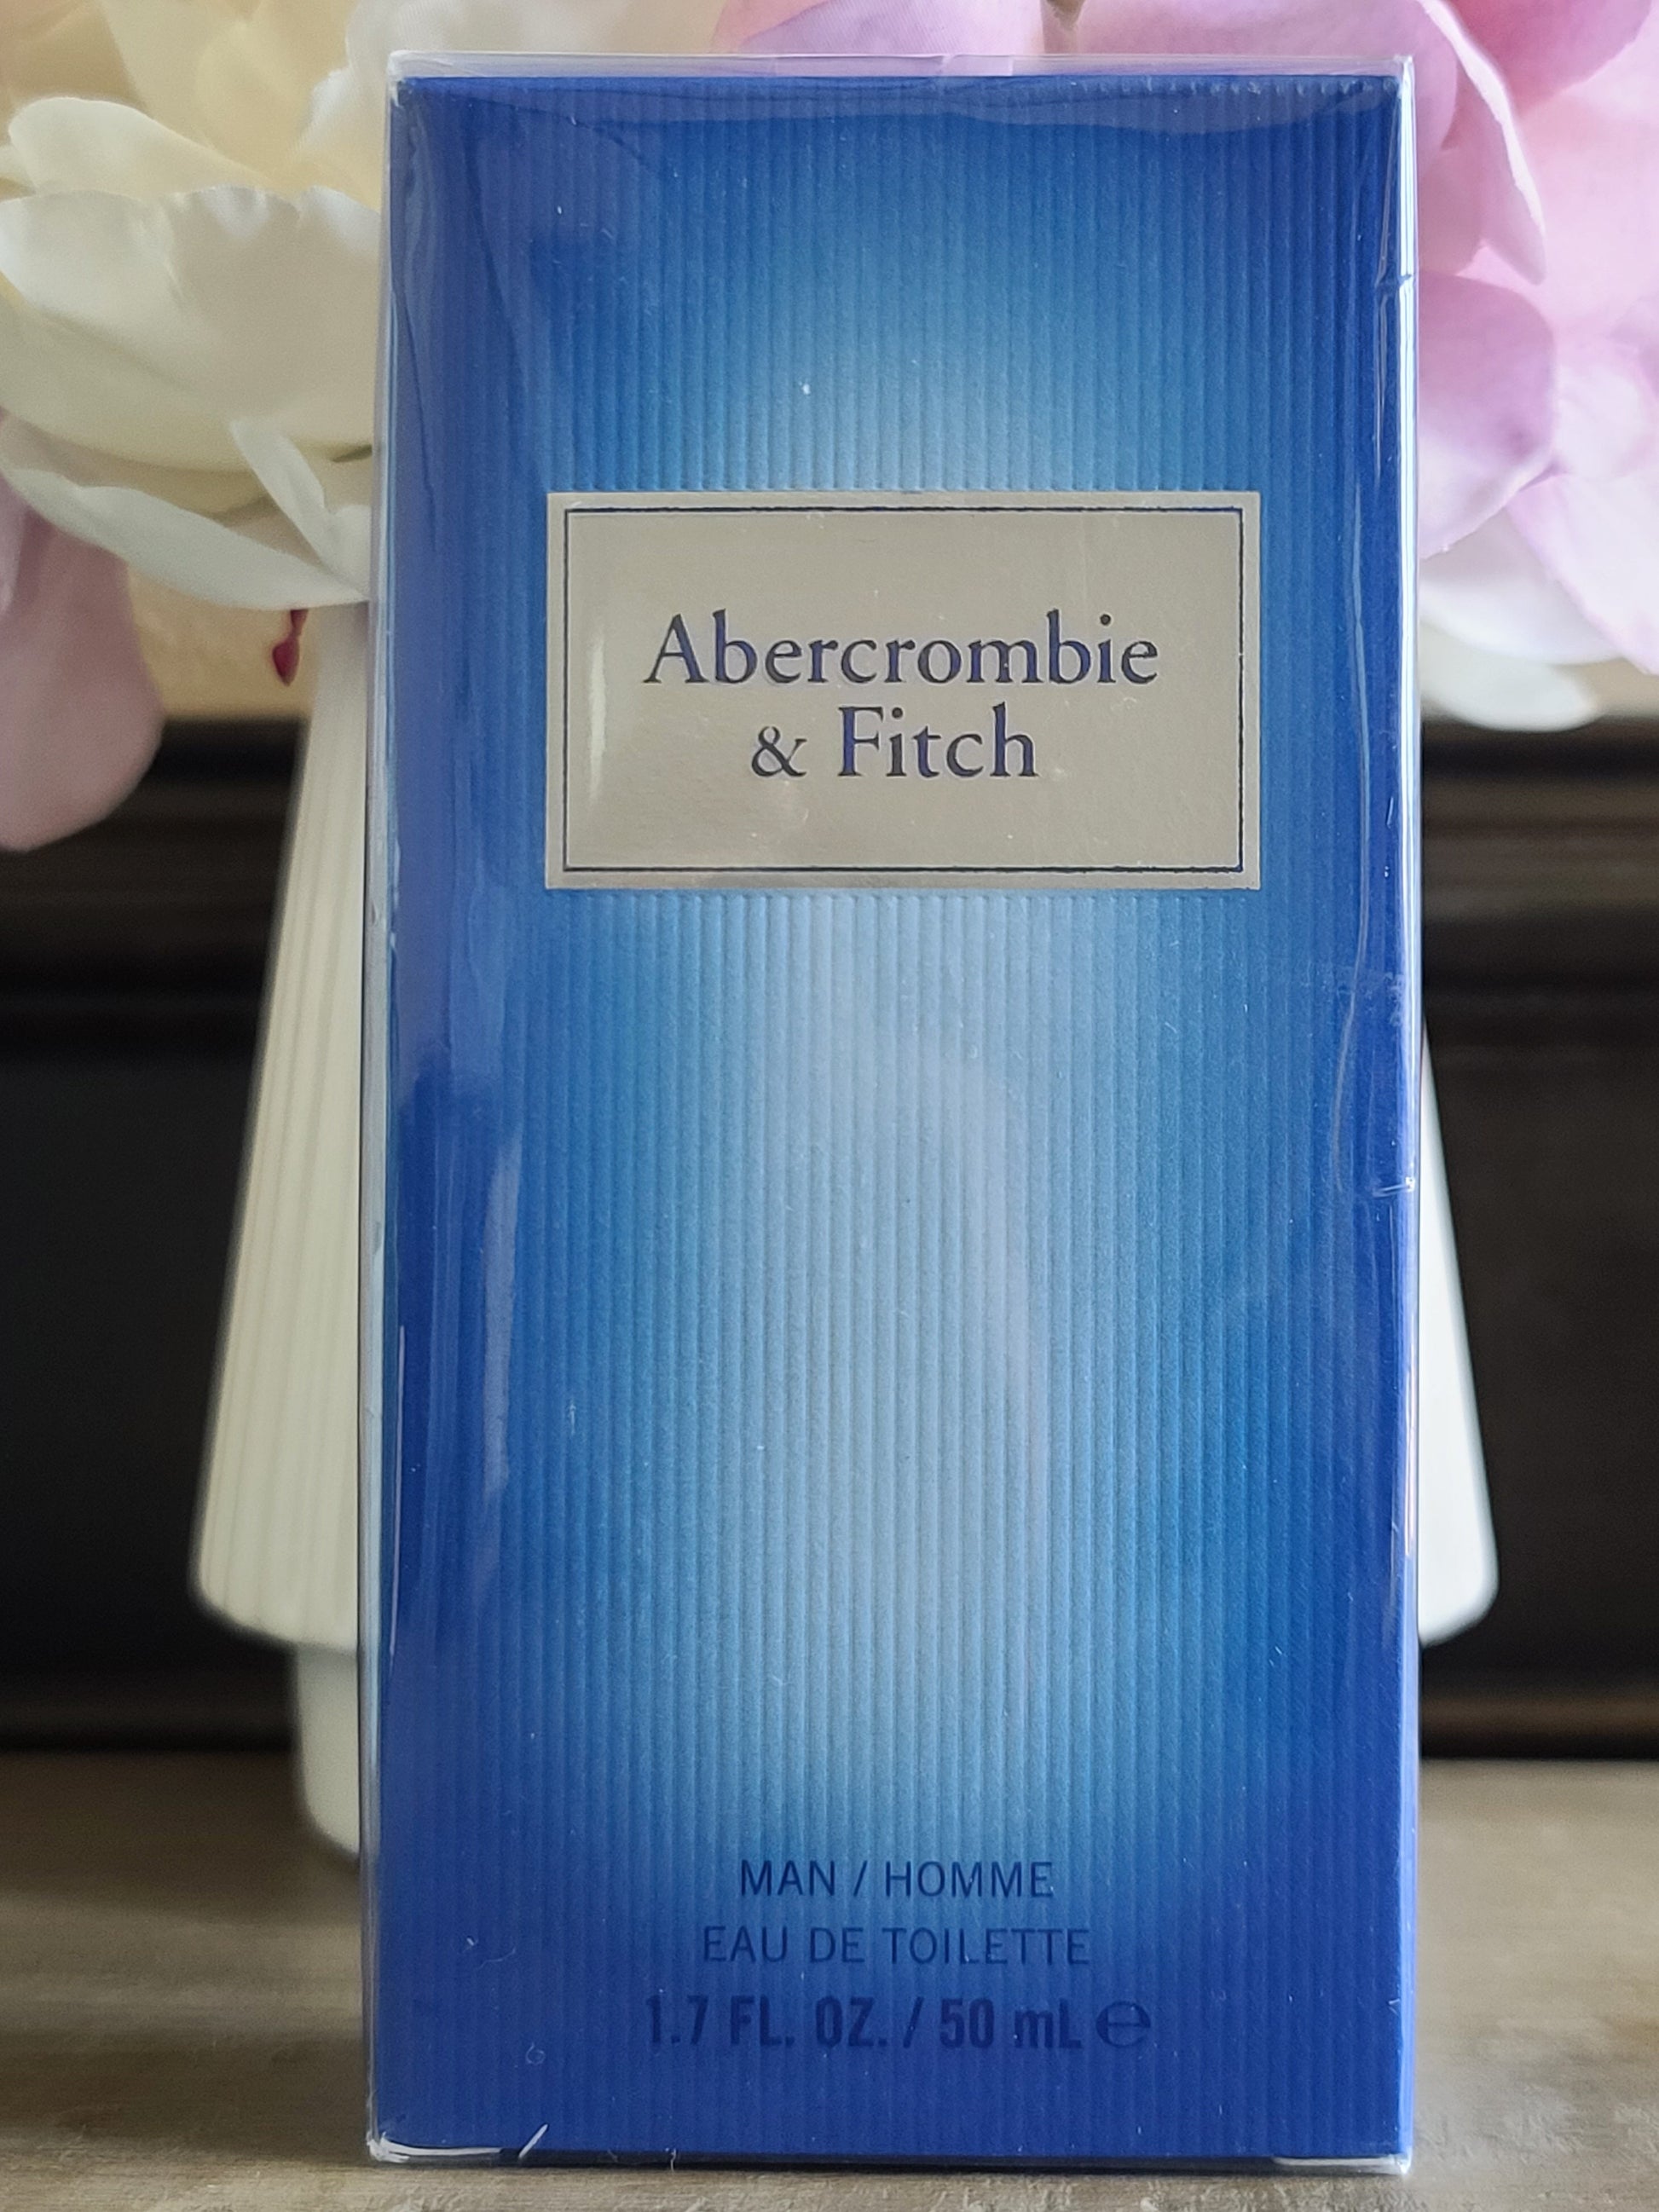 Abercrombie
& Fitch
MAN / HOMME
EAU DE TOILETTE
1.7 FL. OZ. / 50 mL ℮